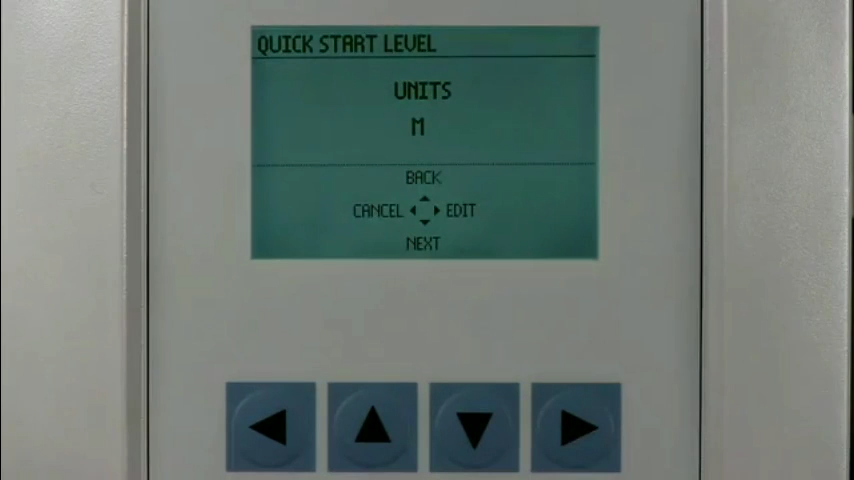 QUICK START LEVEL
UNITS
M
BACK
CANCEL EDIT
NEXT